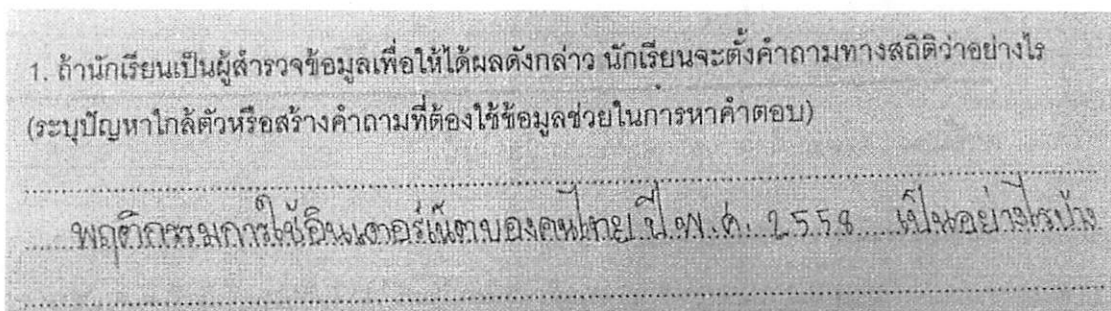 1. ถ้านักเรียนเป็นผู้สำรวจข้อมูลเพื่อให้ได้ผลดังกล่าว นักเรียนจะตั้งคำถามทางสถิติว่าอย่างไร
(ระบุปัญหาใกล้ตัวหรือสร้างคำถามที่ต้องใช้ข้อมูลช่วยในการหาคำตอบ)
พฤติกรรมการใช้อินเตอร์เน็ตของคนไทย ปี พ.ศ. 2558 เป็นอย่างไรบ้าง